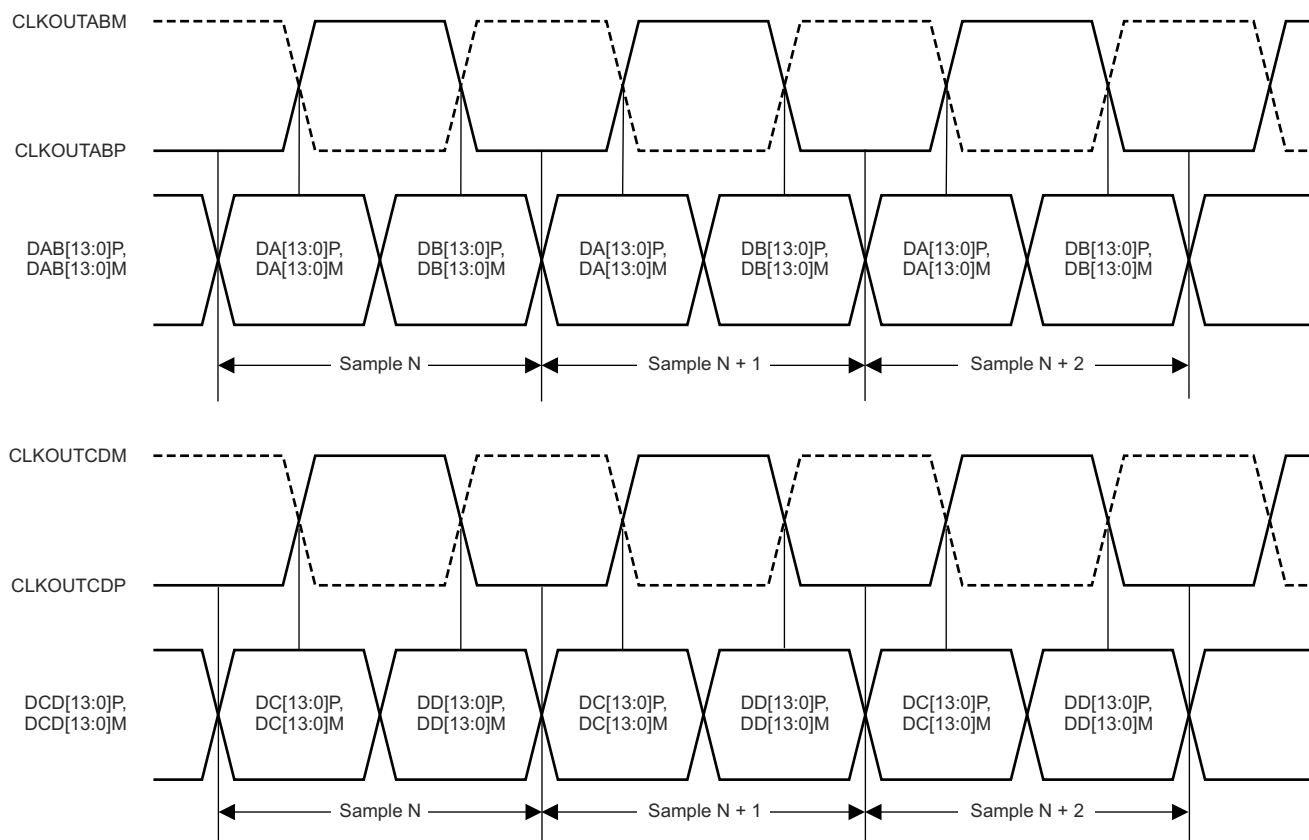 CLKOUTABM
CLKOUTABP
DAB[13:0]P,
DAB[13:0]M
DA[13:0]P,
DA[13:0]M
DB[13:0]P,
DB[13:0]M
DA[13:0]P,
DA[13:0]M
DB[13:0]P,
DB[13:0]M
DA[13:0]P,
DA[13:0]M
DB[13:0]P,
DB[13:0]M
Sample N
Sample N + 1
Sample N + 2
CLKOUTCDM
CLKOUTCDP
DCD[13:0]P,
DCD[13:0]M
DC[13:0]P,
DC[13:0]M
DD[13:0]P,
DD[13:0]M
DC[13:0]P,
DC[13:0]M
DD[13:0]P,
DD[13:0]M
DC[13:0]P,
DC[13:0]M
DD[13:0]P,
DD[13:0]M
Sample N
Sample N + 1
Sample N + 2